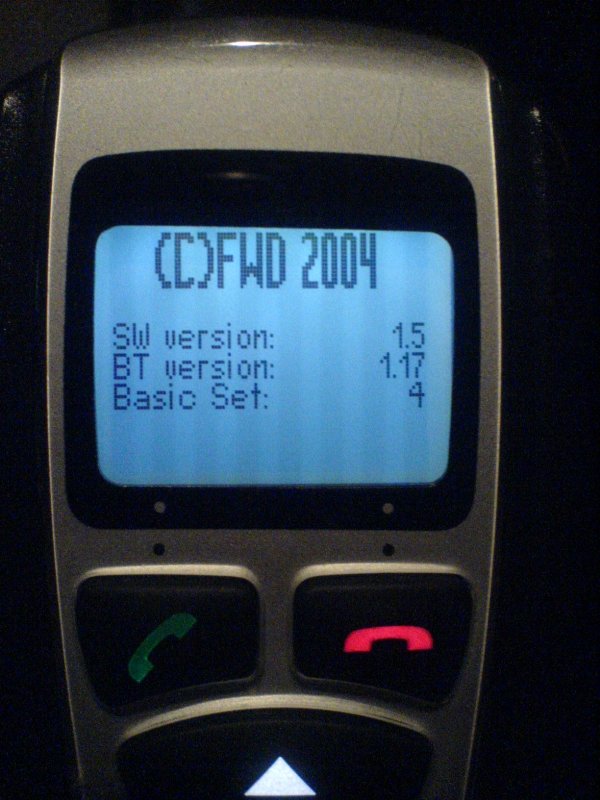 (C)FWD 2004
SW version: 1.5
BT version: 1.17
Basic Set: 4